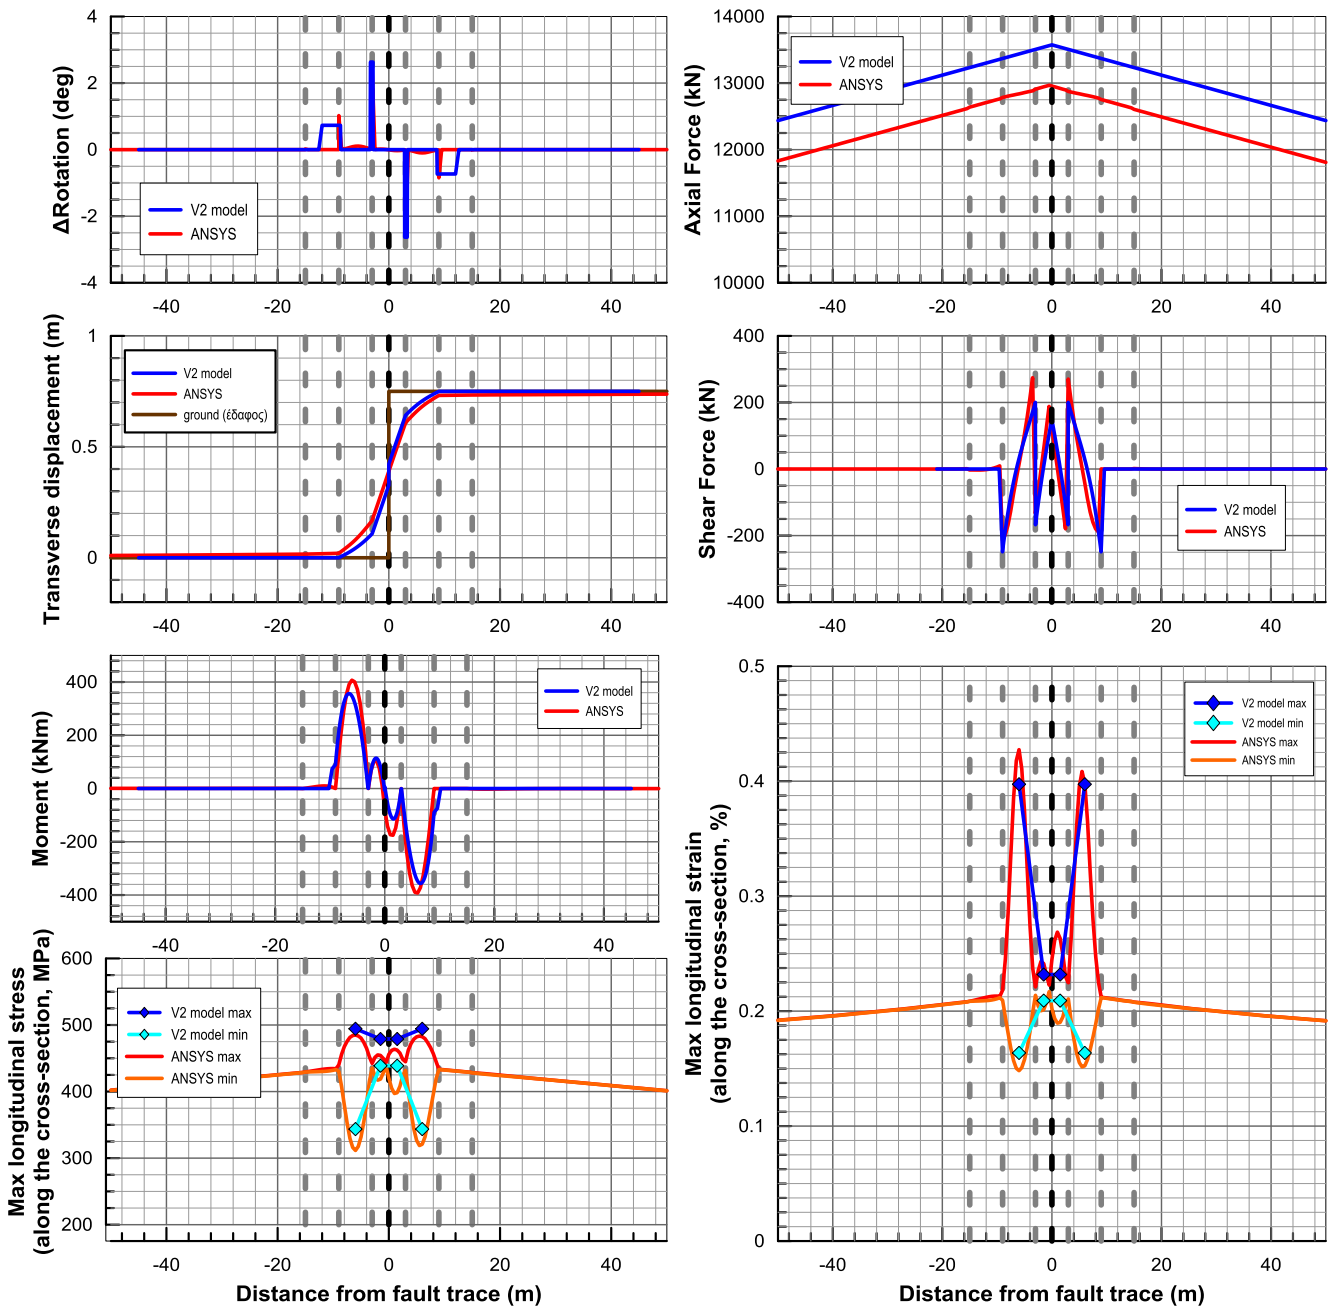 ΔRotation (deg)
4
2
0
-2
-4
V2 model
ANSYS
-40
-20
0
20
40
Axial Force (kN)
14000
13000
12000
11000
10000
V2 model
ANSYS
-40
-20
0
20
40
Transverse displacement (m)
1
0.5
0
V2 model
ANSYS
ground (έδαφος)
-40
-20
0
20
40
Shear Force (kN)
400
200
0
-200
-400
V2 model
ANSYS
-40
-20
0
20
40
Moment (kNm)
400
200
0
-200
-400
V2 model
ANSYS
-40
-20
0
20
40
Max longitudinal stress
(along the cross-section, MPa)
600
500
400
300
200
V2 model max
V2 model min
ANSYS max
ANSYS min
-40
-20
0
20
40
Distance from fault trace (m)
Max longitudinal strain
(along the cross-section, %)
0.5
0.4
0.3
0.2
0.1
0
V2 model max
V2 model min
ANSYS max
ANSYS min
-40
-20
0
20
40
Distance from fault trace (m)